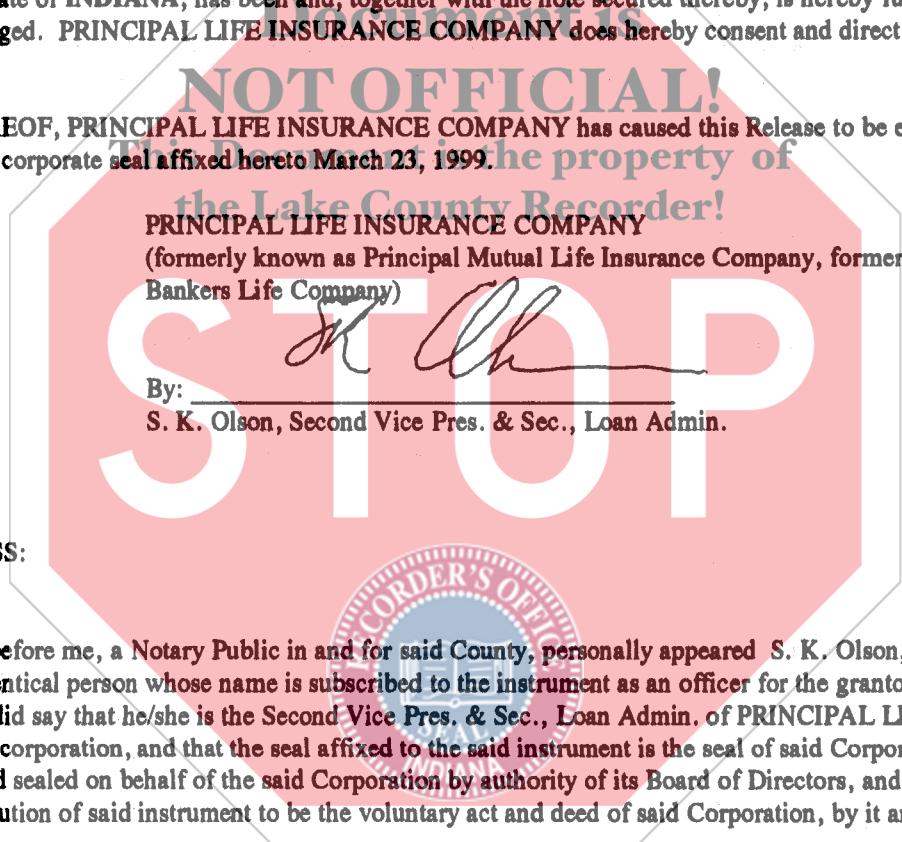 ate of INDIANA, has been and, together with the note secured thereby, is hereby fu
Document is
ged. PRINCIPAL LIFE INSURANCE COMPANY does hereby consent and direct
NOT OFFICIAL!
EOF, PRINCIPAL LIFE INSURANCE COMPANY has caused this Release to be e
corporate seal affixed hereto March 23, 1999.
This Document is the property of
the Lake County Recorder!
PRINCIPAL LIFE INSURANCE COMPANY
(formerly known as Principal Mutual Life Insurance Company, former
Bankers Life Company)
STOP
By:
S. K. Olson, Second Vice Pres. & Sec., Loan Admin.
SS:
RECORDER'S OFFICE
efore me, a Notary Public in and for said County, personally appeared S. K. Olson,
entical person whose name is subscribed to the instrument as an officer for the granto
did say that he/she is the Second Vice Pres. & Sec., Loan Admin. of PRINCIPAL LI
corporation, and that the seal affixed to the said instrument is the seal of said Corpor
SEAL
INDIANA
d sealed on behalf of the said Corporation by authority of its Board of Directors, and
ution of said instrument to be the voluntary act and deed of said Corporation, by it a